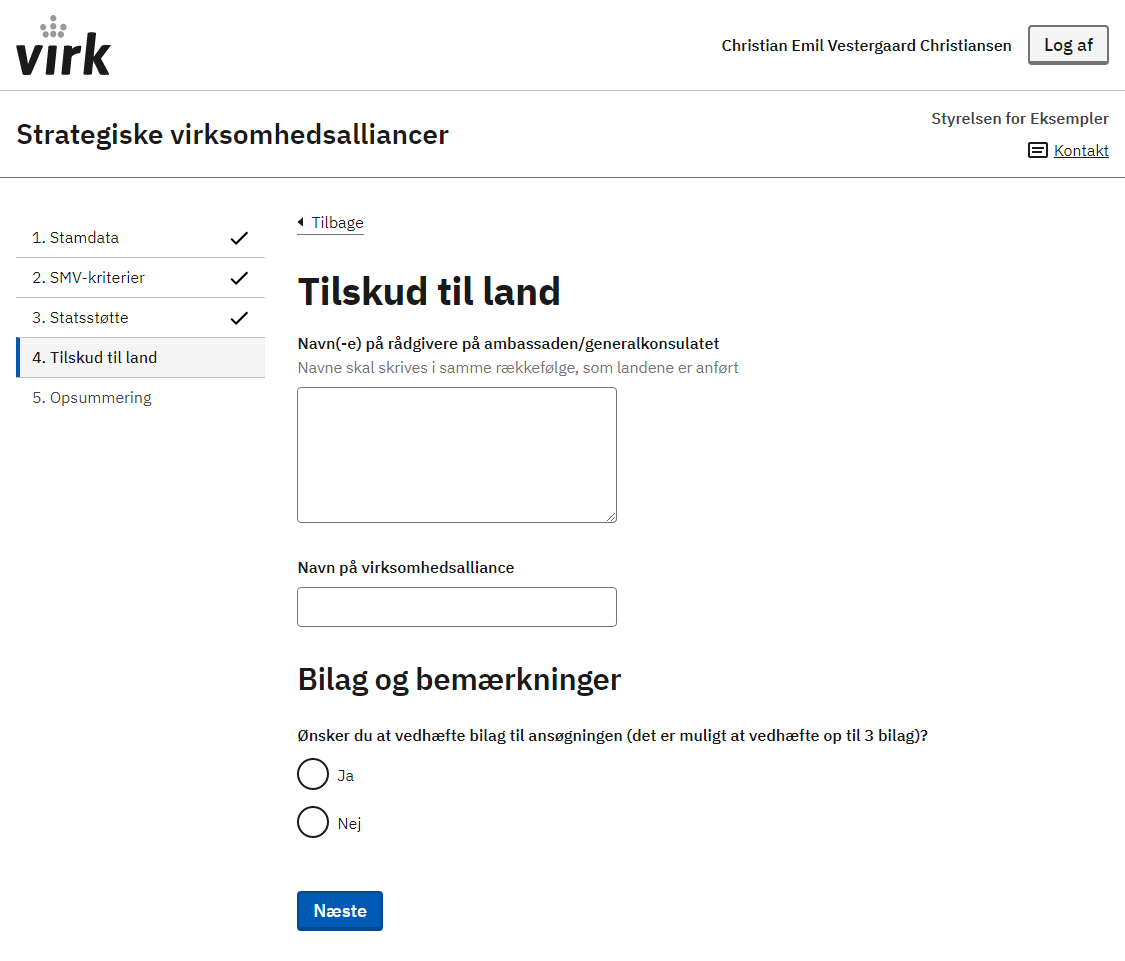 virk
Christian Emil Vestergaard Christiansen
Log af
Strategiske virksomhedsalliancer
Styrelsen for Eksempler
Kontakt
1. Stamdata
2. SMV-kriterier
3. Statsstøtte
4. Tilskud til land
5. Opsummering
Tilbage
Tilskud til land
Navn(-e) på rådgivere på ambassaden/generalkonsulatet
Navne skal skrives i samme rækkefølge, som landene er anført
Navn på virksomhedsalliance
Bilag og bemærkninger
Ønsker du at vedhæfte bilag til ansøgningen (det er muligt at vedhæfte op til 3 bilag)?
Ja
Nej
Næste